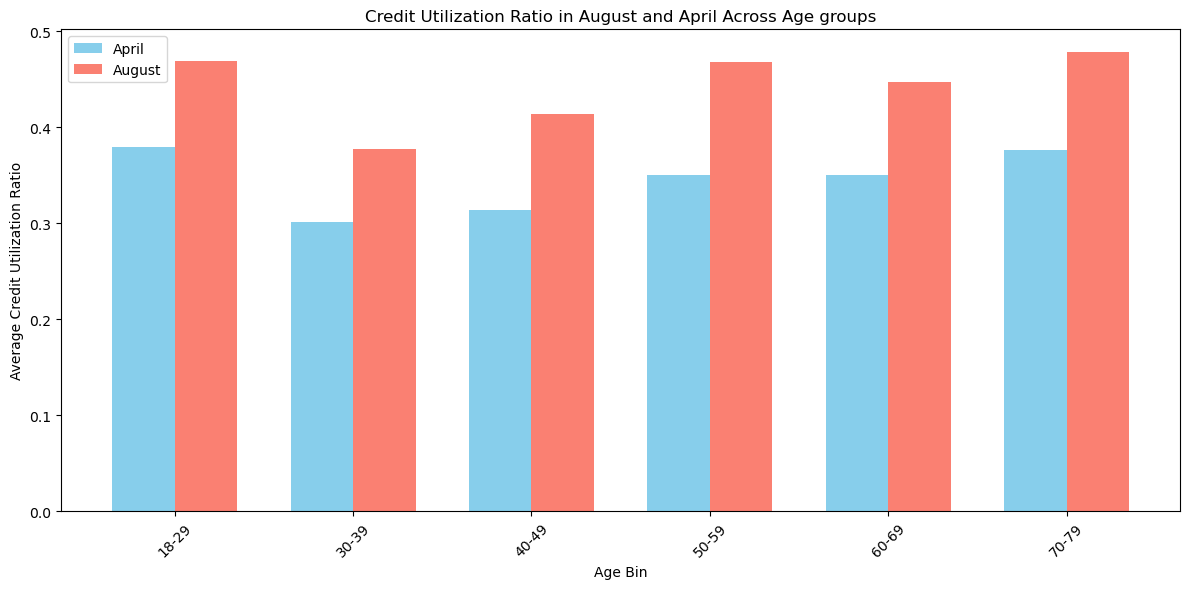 Credit Utilization Ratio in August and April Across Age groups
April
August
Average Credit Utilization Ratio
0.5
0.4
0.3
0.2
0.1
0.0
18-29
30-39
40-49
50-59
60-69
70-79
Age Bin